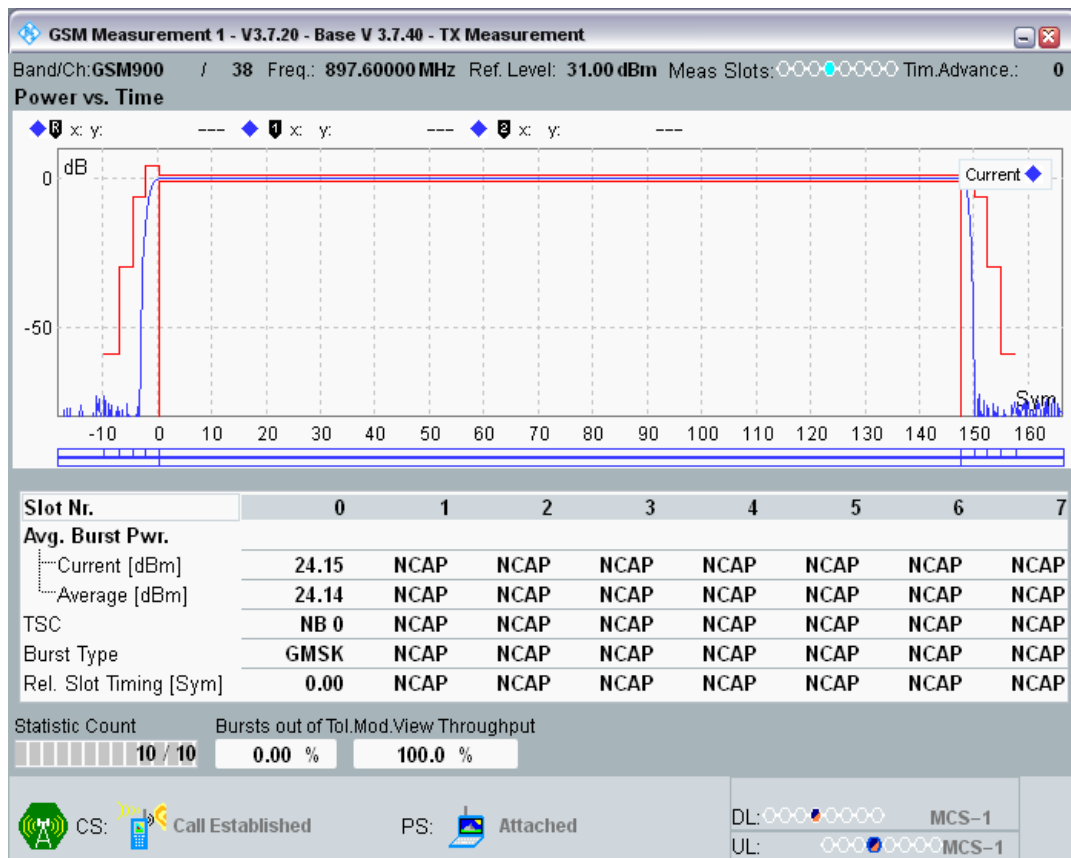 GSM Measurement 1 - V3.7.20 - Base V 3.7.40 - TX Measurement
Band/Ch:GSM900 / 38 Freq.: 897.60000 MHz Ref. Level: 31.00 dBm Meas Slots: Tim.Advance.: 0
Power vs. Time
R x: y: --- 1 x: y: --- 2 x: y: ---
dB
0
Current
-50
Sym
-10 0 10 20 30 40 50 60 70 80 90 100 110 120 130 140 150 160
Slot Nr. 0 1 2 3 4 5 6 7
Avg. Burst Pwr.
Current [dBm] 24.15 NCAP NCAP NCAP NCAP NCAP NCAP NCAP
Average [dBm] 24.14 NCAP NCAP NCAP NCAP NCAP NCAP NCAP
TSC NB 0 NCAP NCAP NCAP NCAP NCAP NCAP NCAP
Burst Type GMSK NCAP NCAP NCAP NCAP NCAP NCAP NCAP
Rel. Slot Timing [Sym] 0.00 NCAP NCAP NCAP NCAP NCAP NCAP NCAP
Statistic Count Bursts out of Tol.Mod.View Throughput
10 / 10 0.00 % 100.0 %
CS: Call Established PS: Attached
DL: MCS-1
UL: MCS-1